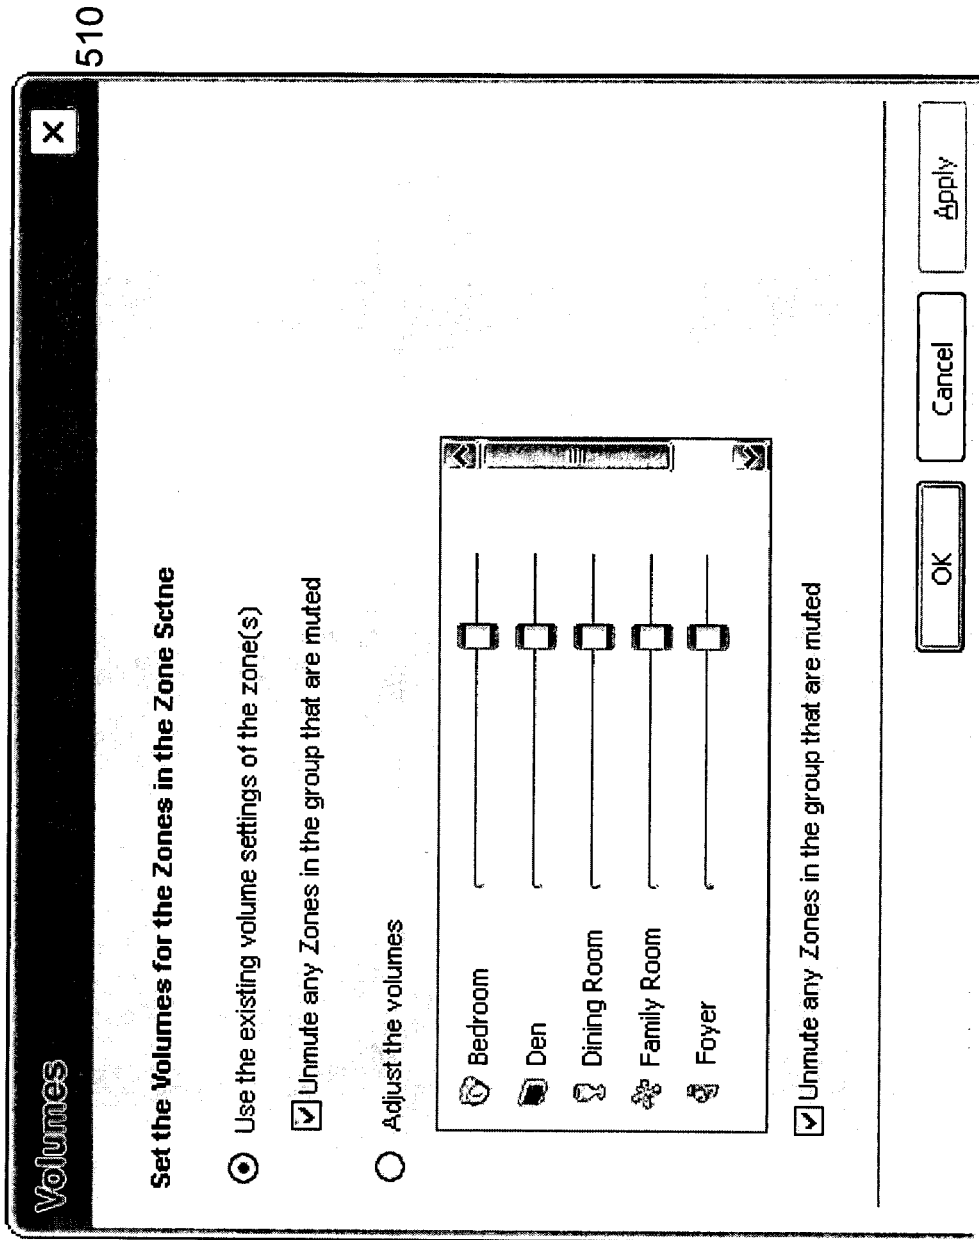 510
Volumes
Set the Volumes for the Zones in the Zone Sctne
Use the existing volume settings of the zone(s)
Unmute any Zones in the group that are muted
Adjust the volumes
Bedroom
Den
Dining Room
Family Room
Foyer
Unmute any Zones in the group that are muted
OK
Cancel
Apply